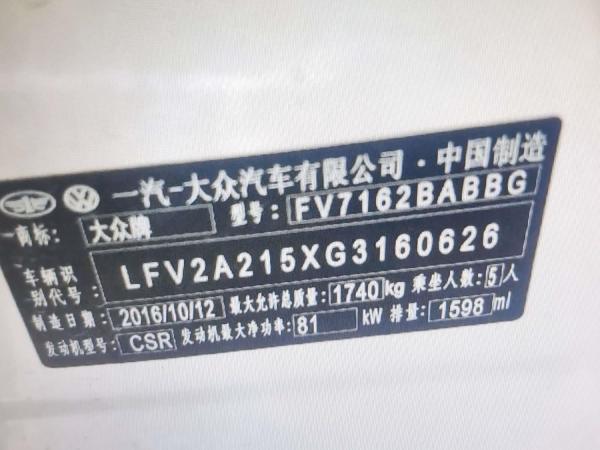 一汽-大众汽车有限公司·中国制造
商标: 大众牌 型号: FV7162BABBG
车辆识别代号: LFV2A215XG3160626
制造日期: 2016/10/12 最大允许总质量: 1740 kg 乘坐人数: 5 人
发动机型号: CSR 发动机最大净功率: 81 kW 排量: 1598 ml